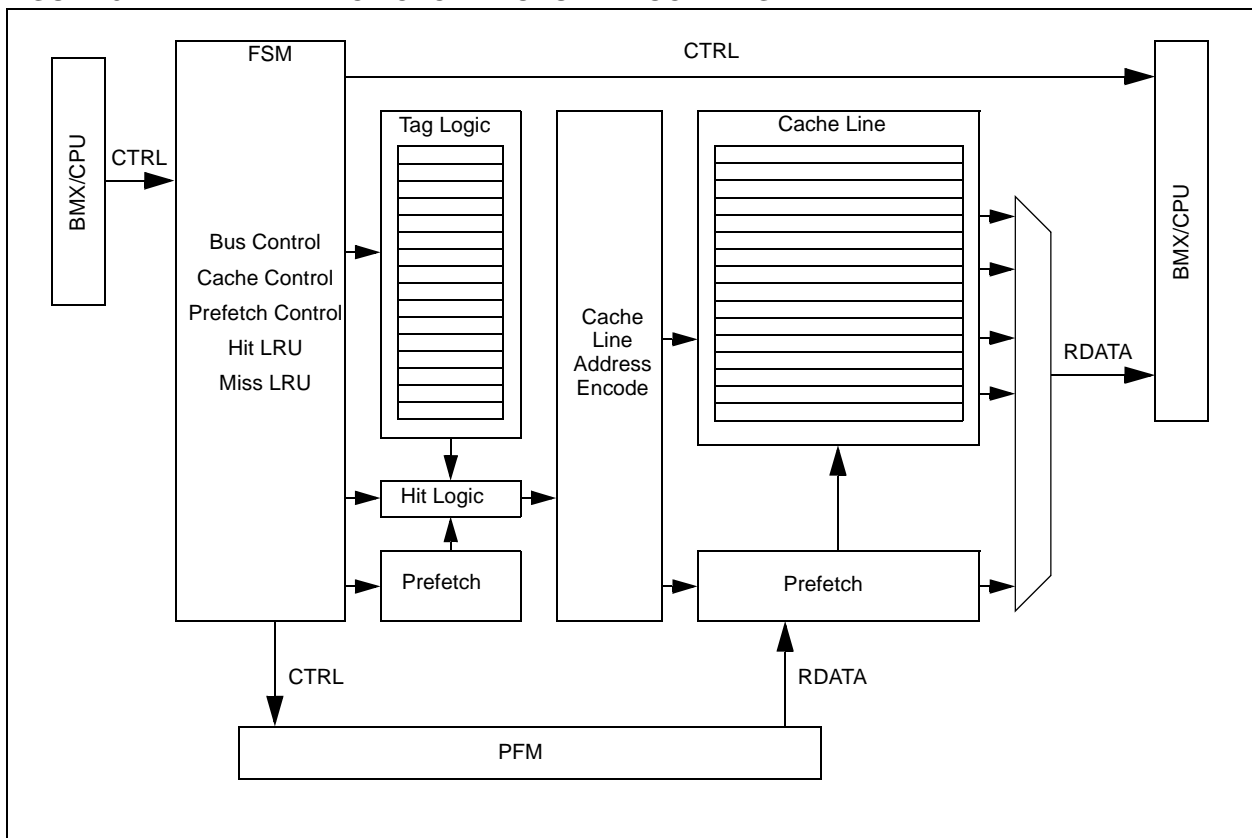 FSM
CTRL
BMX/CPU
CTRL
Tag Logic
Cache Line
BMX/CPU
Bus Control
Cache Control
Prefetch Control
Hit LRU
Miss LRU
Cache
Line
Address
Encode
RDATA
Hit Logic
Prefetch
Prefetch
CTRL
RDATA
PFM